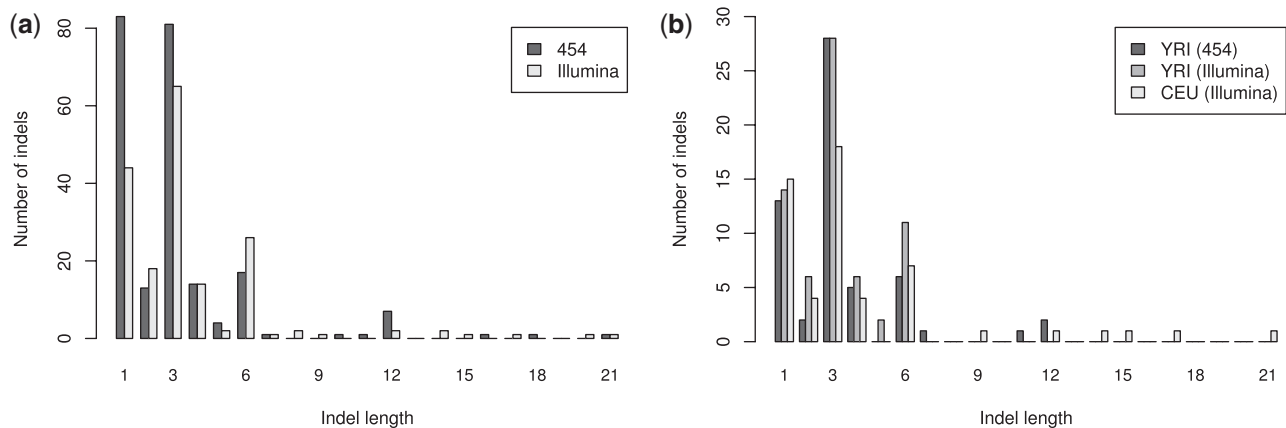 (a)
454
Illumina
Number of indels
0
20
40
60
80
1
3
6
9
12
15
18
21
Indel length
(b)
YRI (454)
YRI (Illumina)
CEU (Illumina)
Number of indels
0
5
10
15
20
25
30
1
3
6
9
12
15
18
21
Indel length